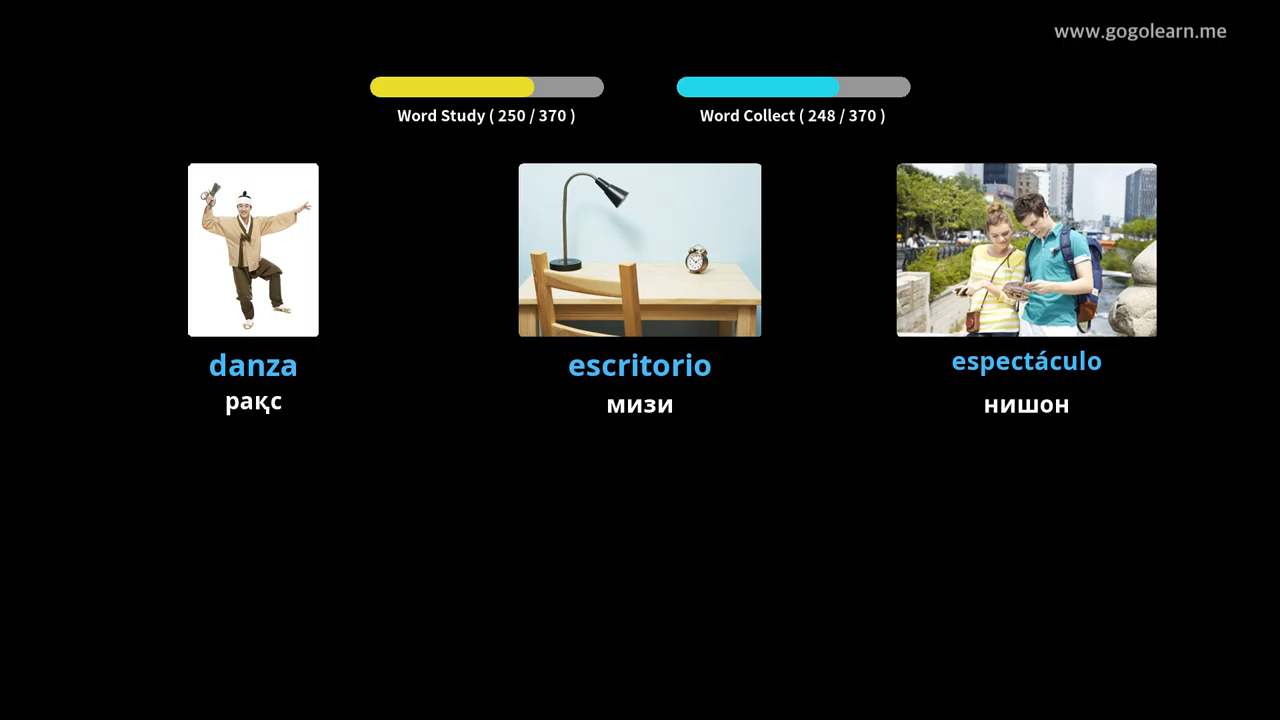 www.gogolearn.me
Word Study ( 250 / 370 )
Word Collect ( 248 / 370 )
danza
рақс
escritorio
мизи
espectáculo
нишон